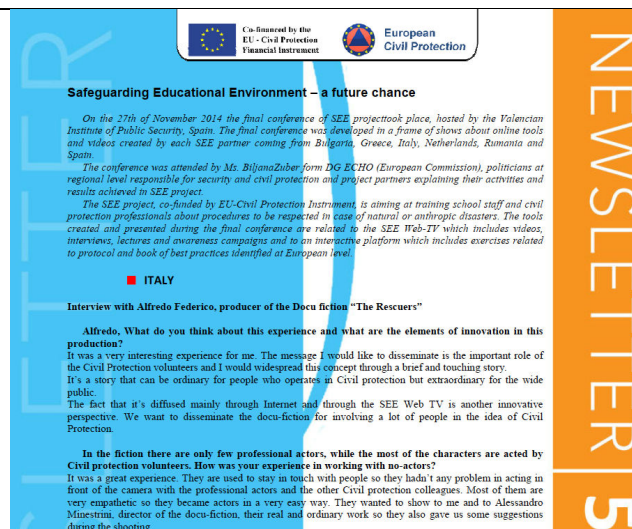 Co-financed by the
EU - Civil Protection
Financial Instrument
European
Civil Protection
Safeguarding Educational Environment – a future chance
On the 27th of November 2014 the final conference of SEE projecttook place, hosted by the Valencian
Institute of Public Security, Spain. The final conference was developed in a frame of shows about online tools
and videos created by each SEE partner coming from Bulgaria, Greece, Italy, Netherlands, Rumania and
Spain.
The conference was attended by Ms. BiljanaZuber form DG ECHO (European Commission), politicians at
regional level responsible for security and civil protection and project partners explaining their activities and
results achieved in SEE project.
The SEE project, co-funded by EU-Civil Protection Instrument, is aiming at training school staff and civil
protection professionals about procedures to be respected in case of natural or anthropic disasters. The tools
created and presented during the final conference are related to the SEE Web-TV which includes videos,
interviews, lectures and awareness campaigns and to an interactive platform which includes exercises related
to protocol and book of best practices identified at European level.
ITALY
Interview with Alfredo Federico, producer of the Docu fiction “The Rescuers”
Alfredo, What do you think about this experience and what are the elements of innovation in this
production?
It was a very interesting experience for me. The message I would like to disseminate is the important role of
the Civil Protection volunteers and I would widespread this concept through a brief and touching story.
It’s a story that can be ordinary for people who operates in Civil protection but extraordinary for the wide
public.
The fact that it’s diffused mainly through Internet and through the SEE Web TV is another innovative
perspective. We want to disseminate the docu-fiction for involving a lot of people in the idea of Civil
Protection.
In the fiction there are only few professional actors, while the most of the characters are acted by
Civil protection volunteers. How was your experience in working with no-actors?
It was a great experience. They are used to stay in touch with people so they hadn’t any problem in acting in
front of the camera with the professional actors and the other Civil protection colleagues. Most of them are
very empathic so they became actors in a very easy way. They wanted to show to me and to Alessandro
Minestrini, director of the docu-fiction, their real and ordinary work so they also gave us some suggestions
during the shooting.
NEWSLETTER 5